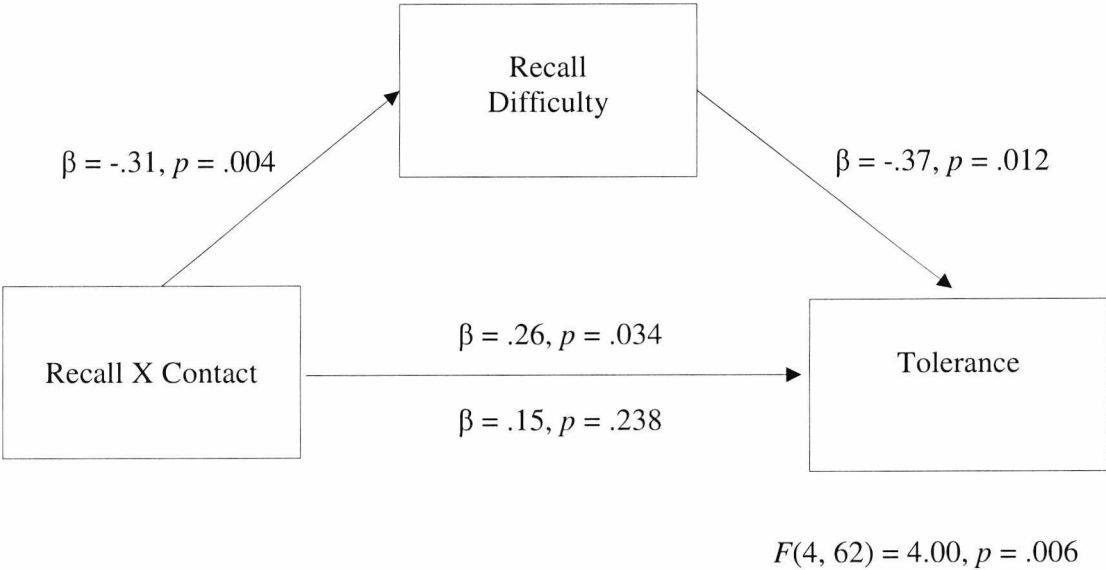 Recall
Difficulty
β = -.31, p = .004
β = -.37, p = .012
Recall X Contact
β = .26, p = .034
β = .15, p = .238
Tolerance
F(4, 62) = 4.00, p = .006